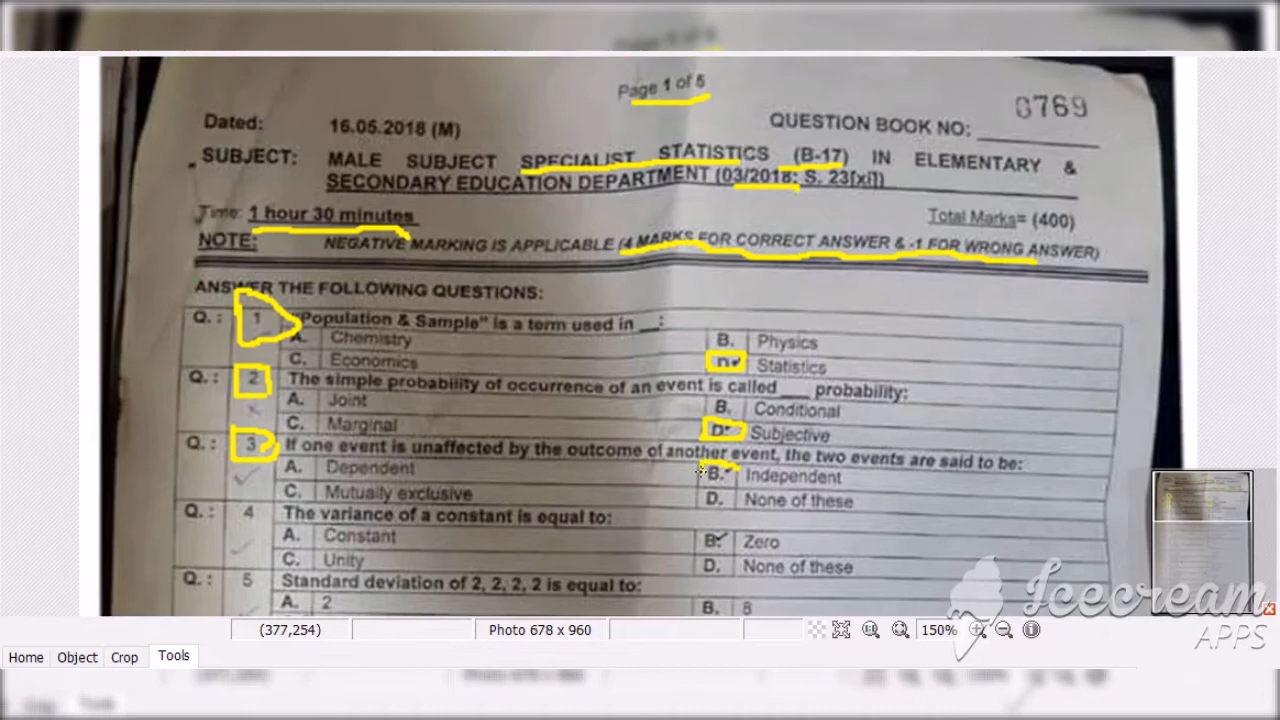 Page 1 of 5
0769
Dated: 16.05.2018 (M) QUESTION BOOK NO:
SUBJECT: MALE SUBJECT SPECIALIST STATISTICS (B-17) IN ELEMENTARY &
SECONDARY EDUCATION DEPARTMENT (03/2018; S. 23[xi])
Time: 1 hour 30 minutes Total Marks= (400)
NOTE: NEGATIVE MARKING IS APPLICABLE (4 MARKS FOR CORRECT ANSWER & -1 FOR WRONG ANSWER)
ANSWER THE FOLLOWING QUESTIONS:
Q. : 1 "Population & Sample" is a term used in __:
A. Chemistry B. Physics
C. Economics D. Statistics
Q. : 2 The simple probability of occurrence of an event is called ___ probability:
A. Joint B. Conditional
C. Marginal D. Subjective
Q. : 3 If one event is unaffected by the outcome of another event, the two events are said to be:
A. Dependent B. Independent
C. Mutually exclusive D. None of these
Q. : 4 The variance of a constant is equal to:
A. Constant B. Zero
C. Unity D. None of these
Q. : 5 Standard deviation of 2, 2, 2, 2 is equal to:
A. 2 B. 8
Icecream
APPS
(377,254) Photo 678 x 960 150%
Home Object Crop Tools